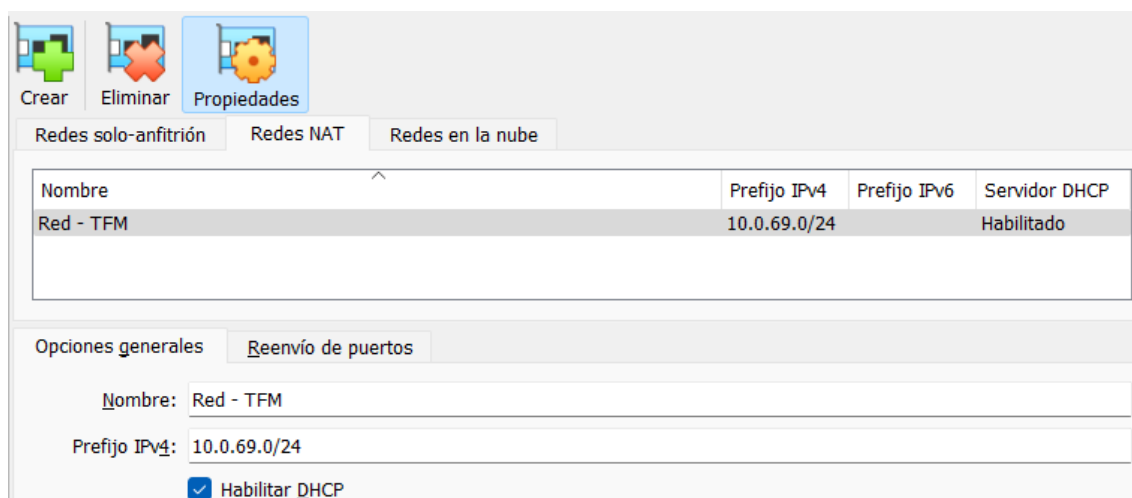 Crear Eliminar Propiedades
Redes solo-anfitrión Redes NAT Redes en la nube
Nombre Prefijo IPv4 Prefijo IPv6 Servidor DHCP
Red - TFM 10.0.69.0/24 Habilitado
Opciones generales Reenvío de puertos
Nombre: Red - TFM
Prefijo IPv4: 10.0.69.0/24
Habilitar DHCP